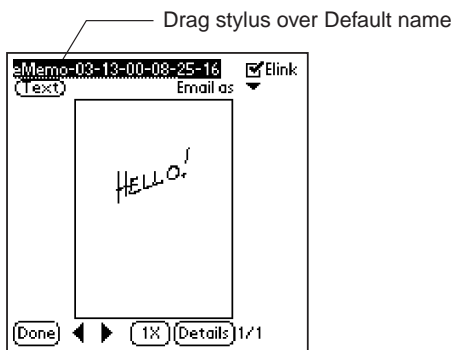 Drag stylus over Default name
eMemo-03-13-00-08-25-16 Elink
Text Email as
HELLO!
Done 1X Details 1/1